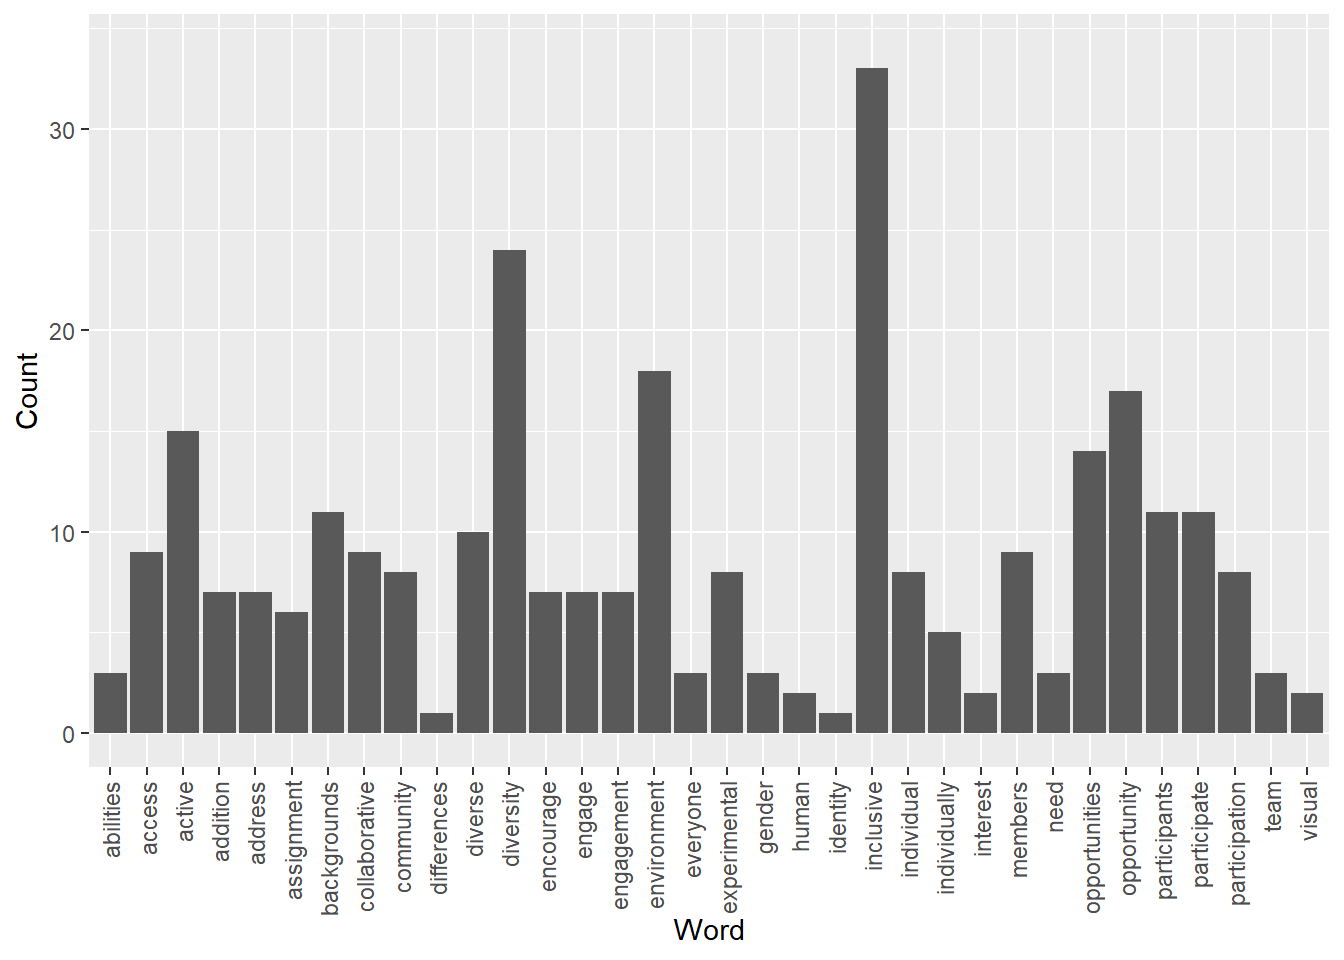 Count
30
20
10
0
abilities
access
active
addition
address
assignment
backgrounds
collaborative
community
differences
diverse
diversity
encourage
engage
engagement
environment
everyone
experimental
gender
human
identity
inclusive
individual
individually
interest
members
need
opportunities
opportunity
participants
participate
participation
team
visual
Word